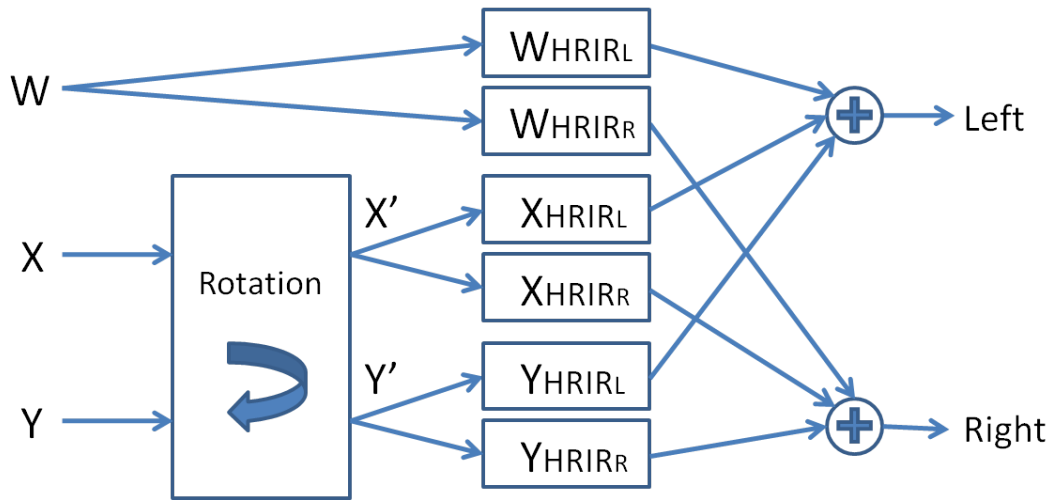 W
WHRIRL
WHRIRR
Left
X
Rotation
X'
XHRIRL
XHRIRR
Y
Y'
YHRIRL
YHRIRR
Right